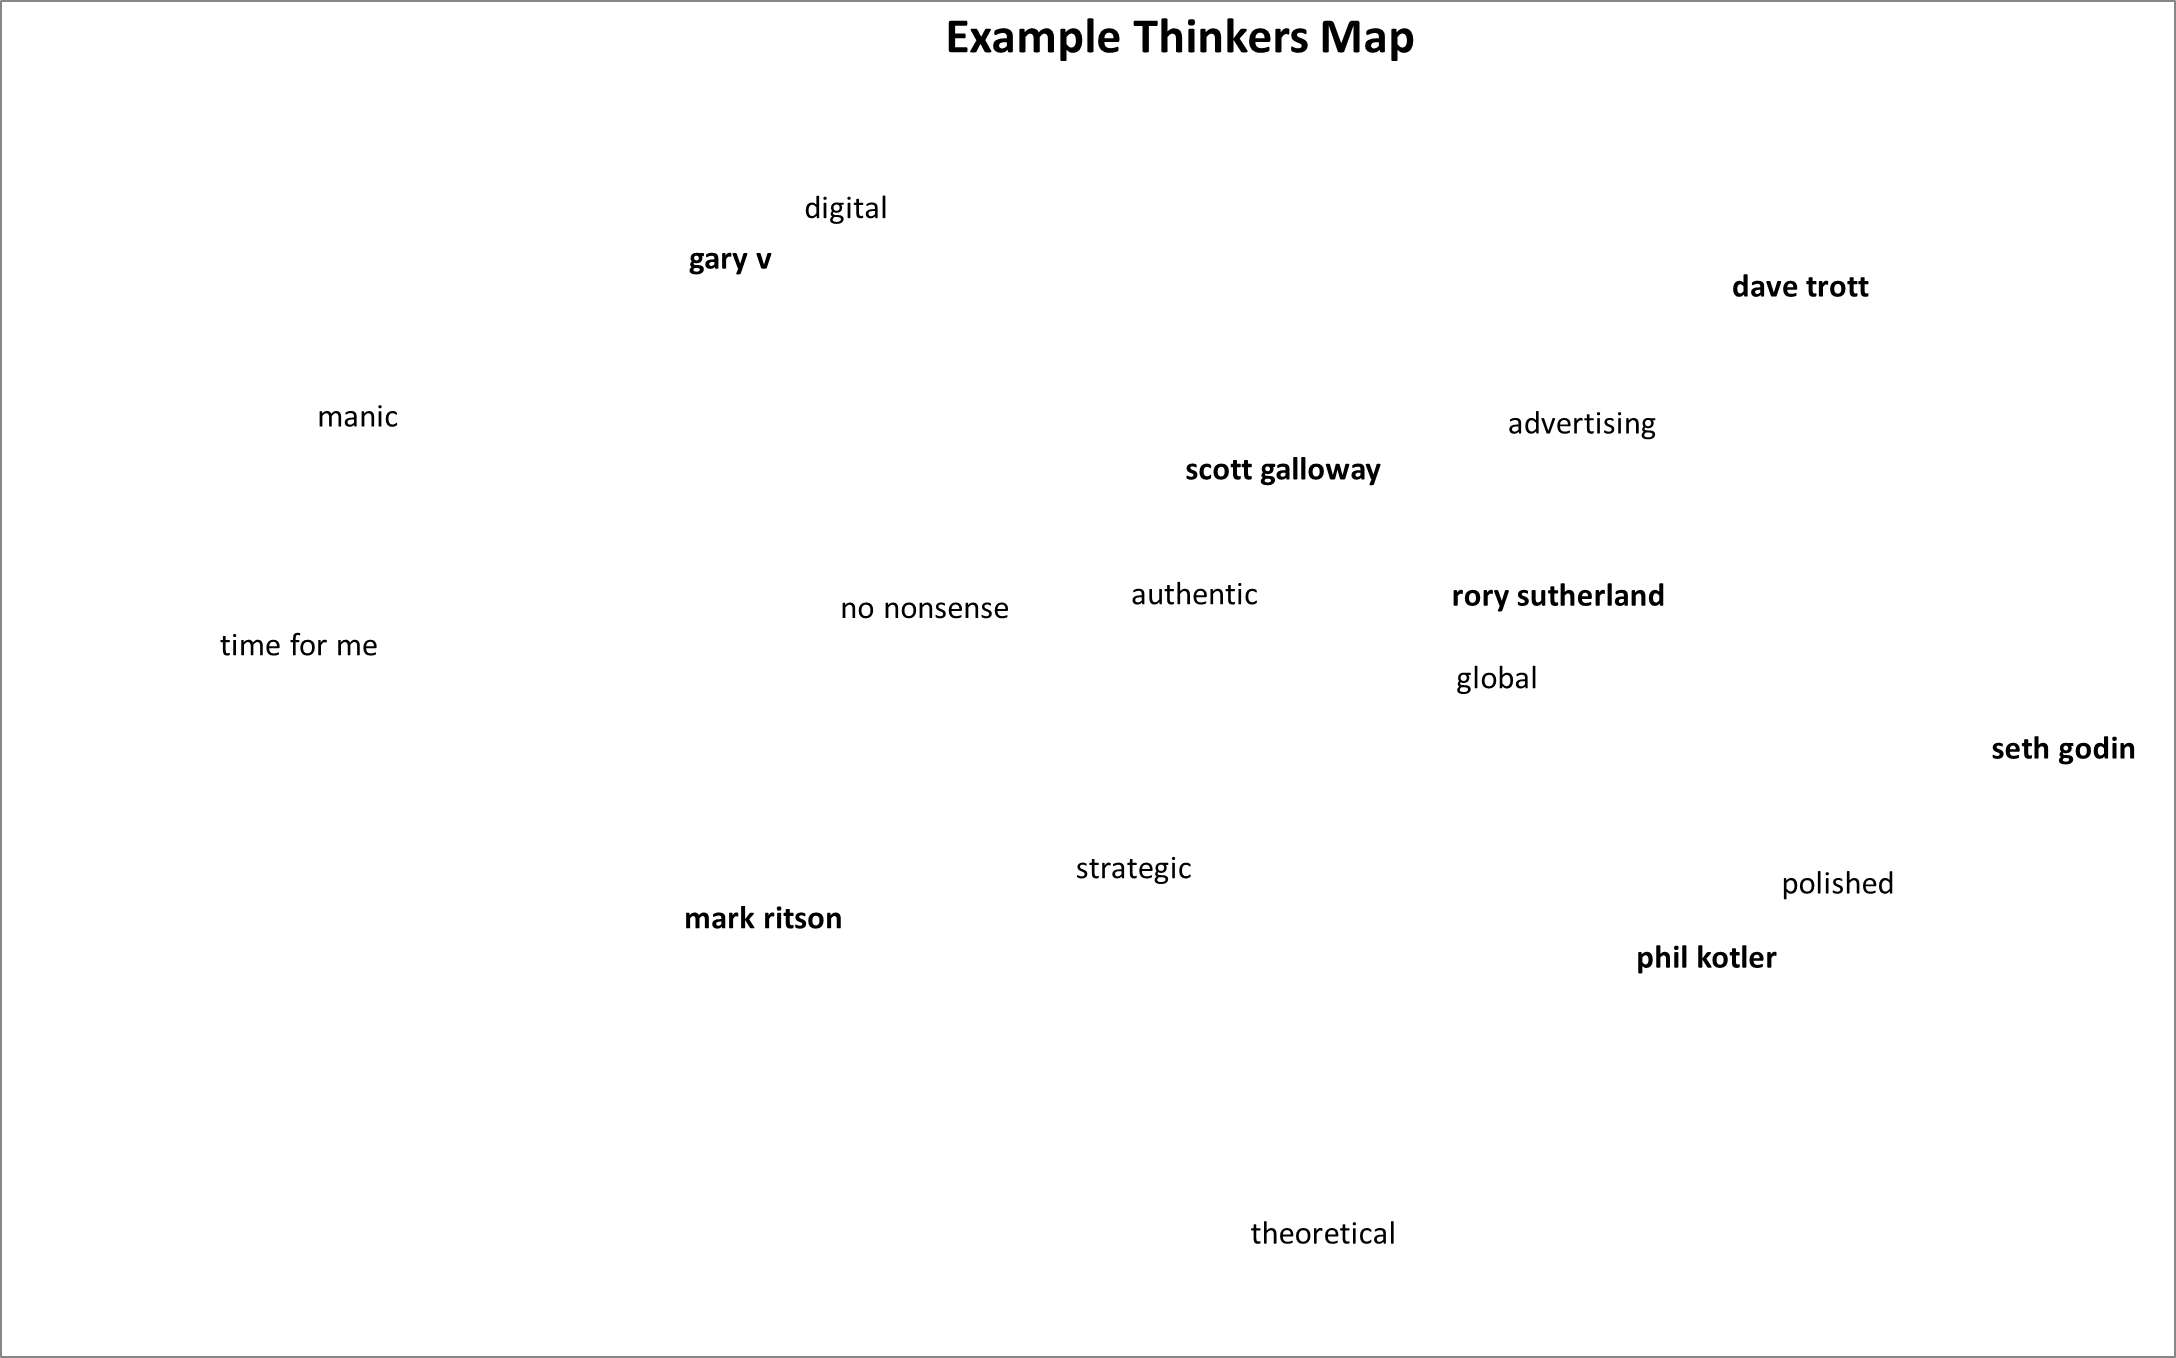 Example Thinkers Map
digital
gary v
dave trott
manic
advertising
scott galloway
authentic
rory sutherland
no nonsense
time for me
global
seth godin
strategic
polished
mark ritson
phil kotler
theoretical